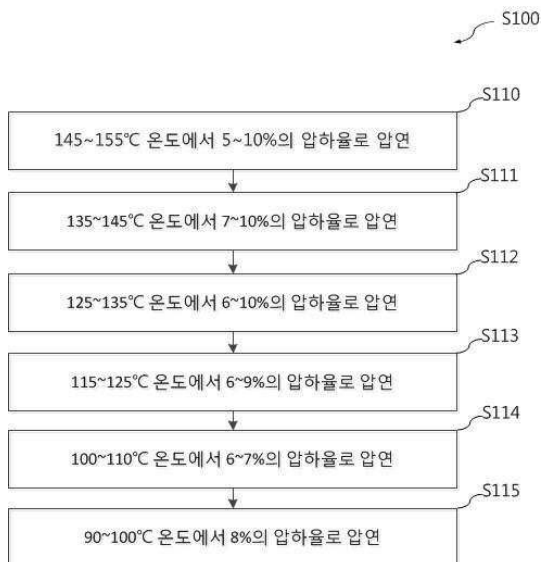 S100
S110
145~155℃ 온도에서 5~10%의 압하율로 압연
S111
135~145℃ 온도에서 7~10%의 압하율로 압연
S112
125~135℃ 온도에서 6~10%의 압하율로 압연
S113
115~125℃ 온도에서 6~9%의 압하율로 압연
S114
100~110℃ 온도에서 6~7%의 압하율로 압연
S115
90~100℃ 온도에서 8%의 압하율로 압연